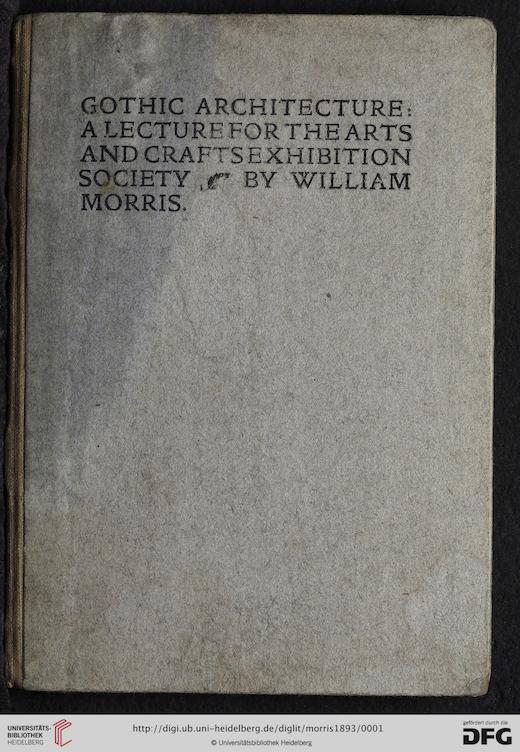 GOTHIC ARCHITECTURE:
A LECTURE FOR THE ARTS
AND CRAFTS EXHIBITION
SOCIETY BY WILLIAM
MORRIS.
UNIVERSITÄTS-
BIBLIOTHEK
HEIDELBERG
http://digi.ub.uni-heidelberg.de/diglit/morris1893/0001
© Universitätsbibliothek Heidelberg
gefördert durch die
DFG